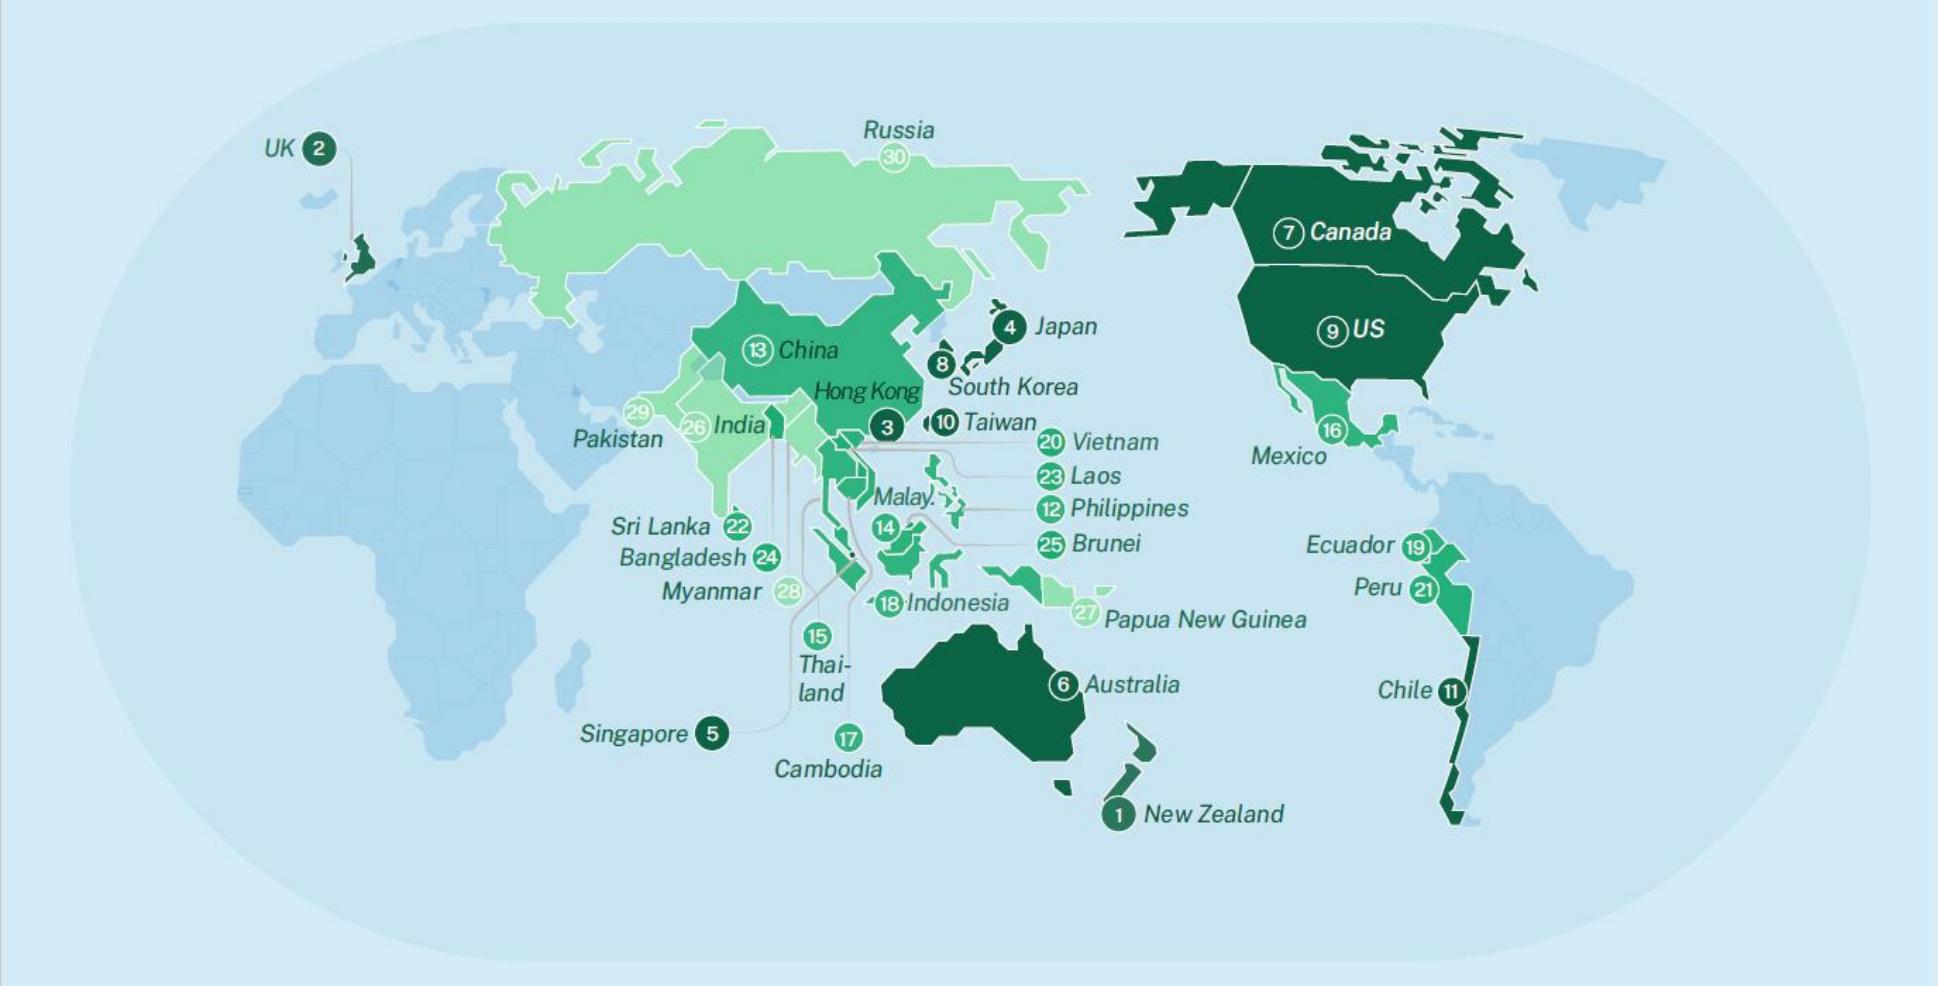 Russia
30
UK 2
7 Canada
9 US
4 Japan
13 China
8
South Korea
Hong Kong
3
10 Taiwan
29
Pakistan
26 India
16
Mexico
20 Vietnam
23 Laos
Malay.
14
12 Philippines
Sri Lanka 22
25 Brunei
Bangladesh 24
Ecuador 19
Myanmar 28
Peru 21
18 Indonesia
27 Papua New Guinea
15
Thai-
land
6 Australia
Chile 11
Singapore 5
17
Cambodia
1 New Zealand